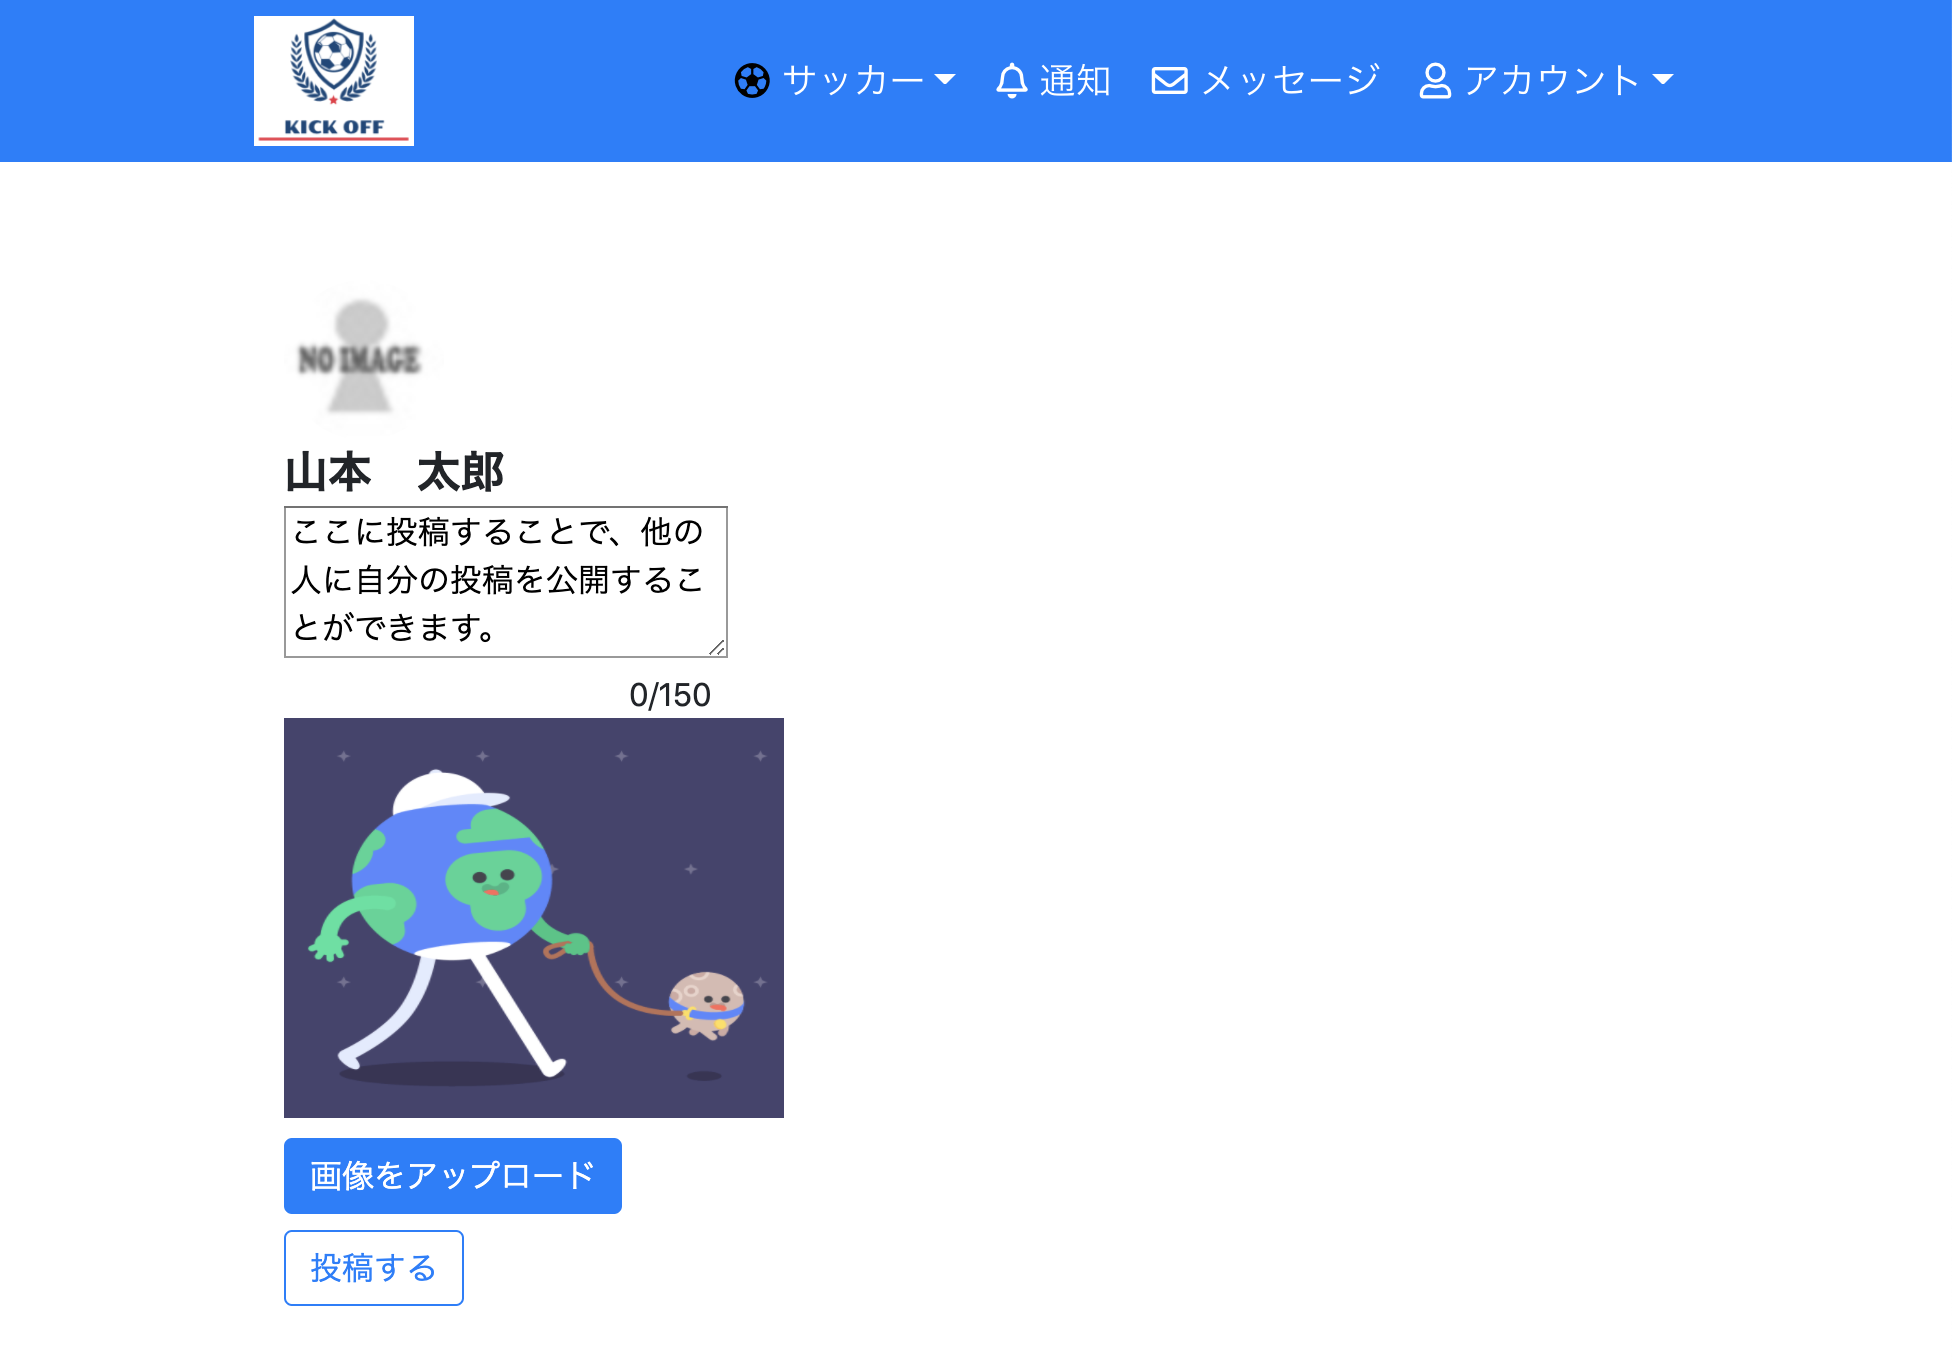 KICK OFF
サッカー 通知 メッセージ アカウント
NO IMAGE
山本　太郎
ここに投稿することで、他の
人に自分の投稿を公開するこ
とができます。
0/150
画像をアップロード
投稿する